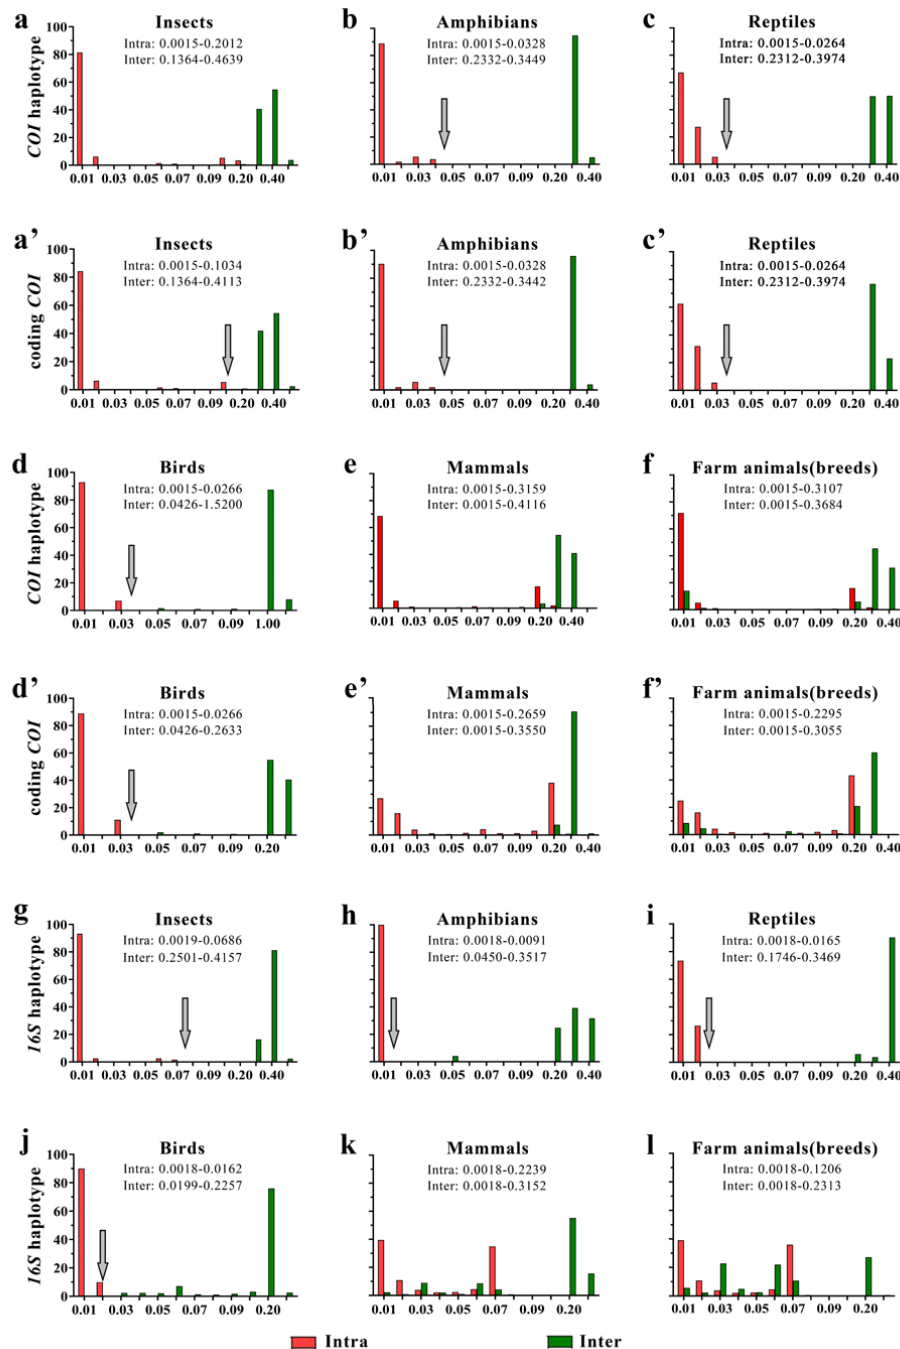 a Insects
Intra: 0.0015-0.2012
Inter: 0.1364-4639
COI haplotype
100
80
60
40
20
0
0.01 0.03 0.05 0.07 0.09 0.20 0.40
b Amphibians
Intra: 0.0015-0.0328
Inter: 0.2332-0.3449
0.01 0.05 0.07 0.09 0.20 0.40
c Reptiles
Intra: 0.0015-0.0264
Inter: 0.2312-0.3974
0.01 0.03 0.05 0.07 0.09 0.20 0.40
a’ Insects
Intra: 0.0015-0.1034
Inter: 0.1364-0.4113
coding COI
100
80
60
40
20
0
0.01 0.03 0.05 0.07 0.09 0.20 0.40
b’ Amphibians
Intra: 0.0015-0.0328
Inter: 0.2332-0.3442
0.01 0.03 0.05 0.07 0.09 0.20 0.40
c’ Reptiles
Intra: 0.0015-0.0264
Inter: 0.2312-0.3974
0.01 0.03 0.05 0.07 0.09 0.20 0.40
d Birds
Intra: 0.0015-0.0266
Inter: 0.0426-1.5200
COI haplotype
100
80
60
40
20
0
0.01 0.03 0.05 0.07 0.09 1.00
e Mammals
Intra: 0.0015-0.3159
Inter: 0.0015-0.4116
0.01 0.03 0.05 0.07 0.09 0.20 0.40
f Farm animals(breeds)
Intra: 0.0015-0.3107
Inter: 0.0015-0.3684
0.01 0.03 0.05 0.07 0.09 0.20 0.40
d’ Birds
Intra: 0.0015-0.0266
Inter: 0.0426-0.2633
coding COI
100
80
60
40
20
0
0.01 0.03 0.05 0.07 0.09 0.20
e’ Mammals
Intra: 0.0015-0.2659
Inter: 0.0015-0.3550
0.01 0.03 0.05 0.07 0.09 0.20 0.40
f’ Farm animals(breeds)
Intra: 0.0015-0.2295
Inter: 0.0015-0.3055
0.01 0.03 0.05 0.07 0.09 0.20 0.40
g Insects
Intra: 0.0019-0.0686
Inter: 0.2501-0.4157
16S haplotype
100
80
60
40
20
0
0.01 0.03 0.05 0.07 0.09 0.20 0.40
h Amphibians
Intra: 0.0018-0.0091
Inter: 0.0450-0.3517
0.01 0.03 0.05 0.07 0.09 0.20 0.40
i Reptiles
Intra: 0.0018-0.0165
Inter: 0.1746-0.3469
0.01 0.03 0.05 0.07 0.09 0.20 0.40
j Birds
Intra: 0.0018-0.0162
Inter: 0.0199-0.2257
16S haplotype
100
80
60
40
20
0
0.01 0.03 0.05 0.07 0.09 0.20
k Mammals
Intra: 0.0018-0.2239
Inter: 0.0018-0.3152
0.01 0.03 0.05 0.07 0.20
l Farm animals(breeds)
Intra: 0.0018-0.1206
Inter: 0.0018-0.2313
0.01 0.03 0.05 0.07 0.09 0.20
Intra Inter